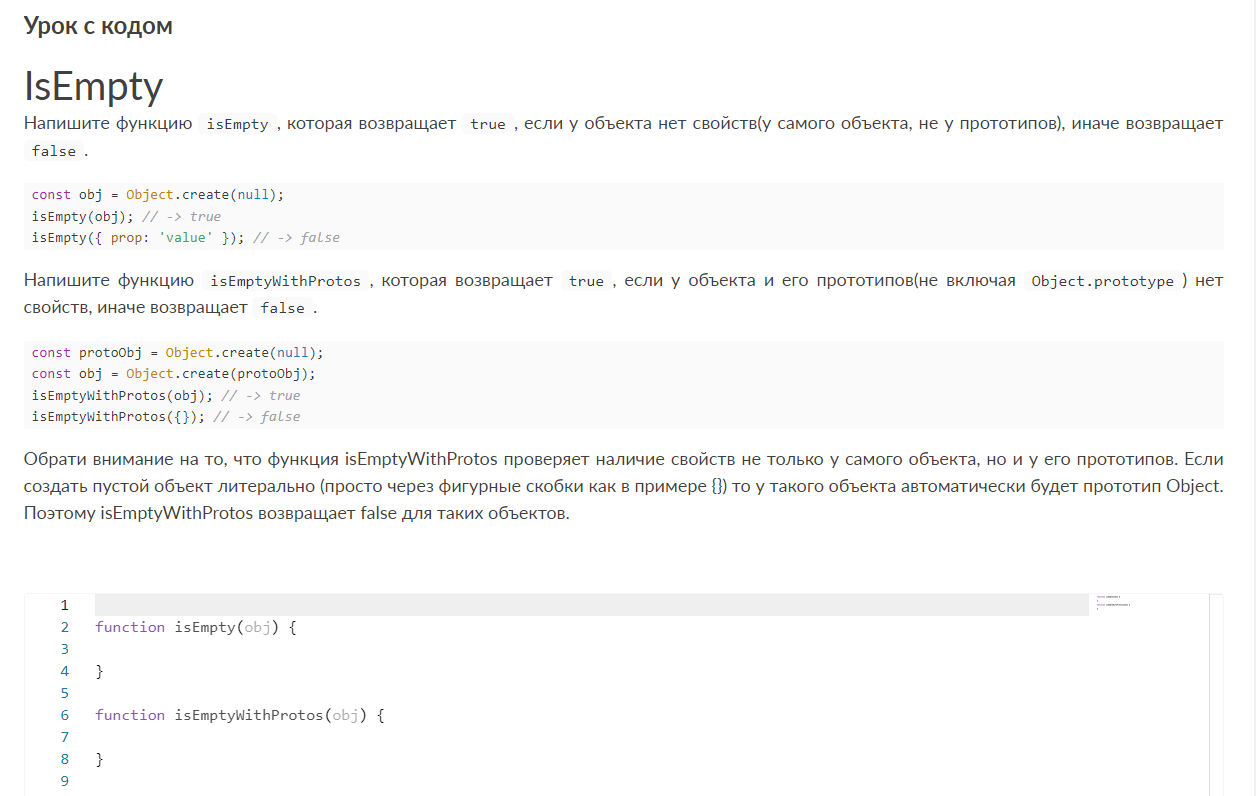 Урок с кодом
IsEmpty
Напишите функцию isEmpty , которая возвращает true , если у объекта нет свойств(у самого объекта, не у прототипов), иначе возвращает
false .
const obj = Object.create(null);
isEmpty(obj); // -> true
isEmpty({ prop: 'value' }); // -> false
Напишите функцию isEmptyWithProtos , которая возвращает true , если у объекта и его прототипов(не включая Object.prototype ) нет
свойств, иначе возвращает false .
const protoObj = Object.create(null);
const obj = Object.create(protoObj);
isEmptyWithProtos(obj); // -> true
isEmptyWithProtos({}); // -> false
Обрати внимание на то, что функция isEmptyWithProtos проверяет наличие свойств не только у самого объекта, но и у его прототипов. Если
создать пустой объект литерально (просто через фигурные скобки как в примере {}) то у такого объекта автоматически будет прототип Object.
Поэтому isEmptyWithProtos возвращает false для таких объектов.
1
2 function isEmpty(obj) {
3
4 }
5
6 function isEmptyWithProtos(obj) {
7
8 }
9